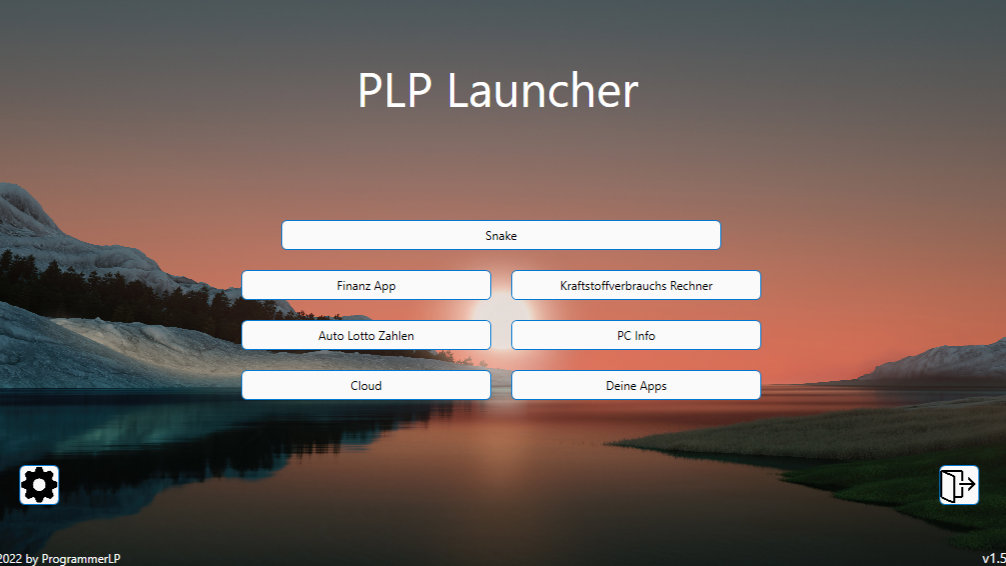 PLP Launcher
Snake
Finanz App
Kraftstoffverbrauchs Rechner
Auto Lotto Zahlen
PC Info
Cloud
Deine Apps
2022 by ProgrammerLP
v1.5